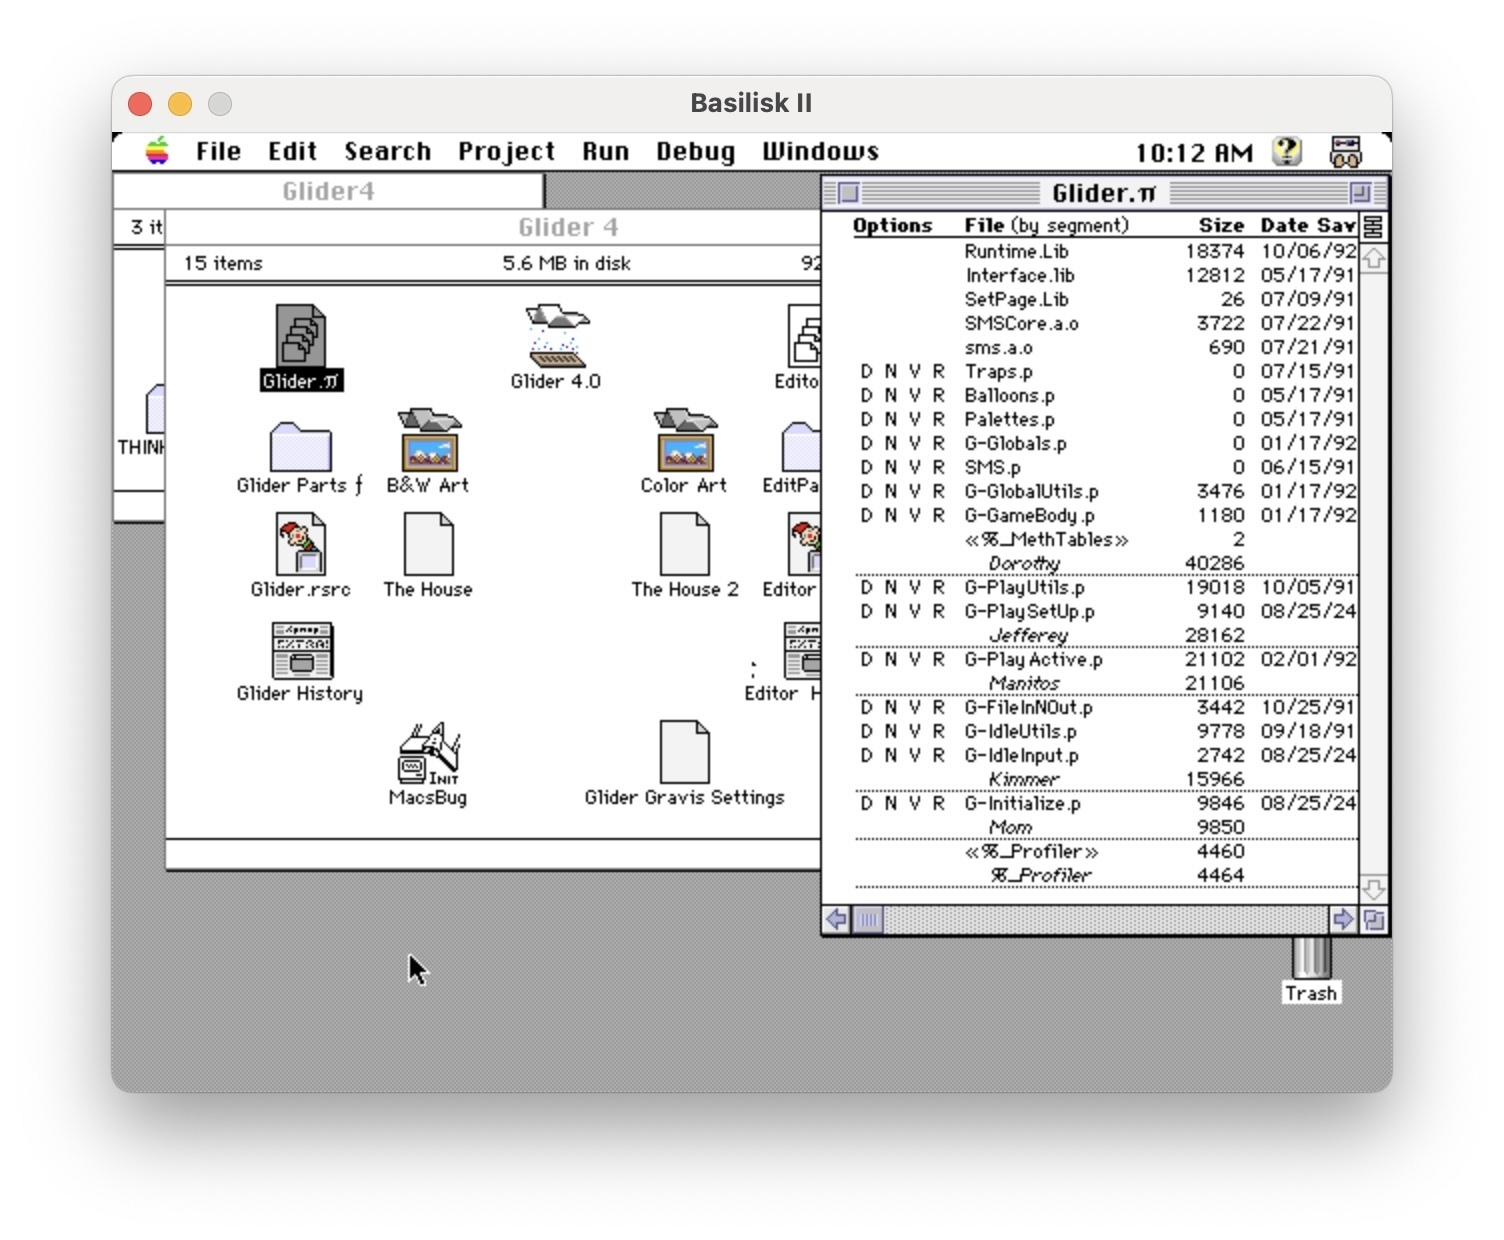 Basilisk II
File Edit Search Project Run Debug Windows 10:12 AM
Glider4
3 it
THINK
Glider 4
15 items 5.6 MB in disk 92
Glider.π
Glider 4.0
Edito
Glider Parts ƒ
B&W Art
Color Art
EditPa
Glider.rsrc
The House
The House 2
Editor
EXTRA!
Glider History
EXTRA!
Editor H
INIT
MacsBug
Glider Gravis Settings
Glider.π
Options File (by segment) Size Date Sav
Runtime.Lib 18374 10/06/92
Interface.lib 12812 05/17/91
SetPage.Lib 26 07/09/91
SMSCore.a.o 3722 07/22/91
sms.a.o 690 07/21/91
D N V R Traps.p 0 07/15/91
D N V R Balloons.p 0 05/17/91
D N V R Palettes.p 0 05/17/91
D N V R G-Globals.p 0 01/17/92
D N V R SMS.p 0 06/15/91
D N V R G-GlobalUtils.p 3476 01/17/92
D N V R G-GameBody.p 1180 01/17/92
«%_MethTables» 2
Dorothy 40286
D N V R G-PlayUtils.p 19018 10/05/91
D N V R G-PlaySetUp.p 9140 08/25/24
Jefferey 28162
D N V R G-PlayActive.p 21102 02/01/92
Manitos 21106
D N V R G-FileInNOut.p 3442 10/25/91
D N V R G-IdleUtils.p 9778 09/18/91
D N V R G-IdleInput.p 2742 08/25/24
Kimmer 15966
D N V R G-Initialize.p 9846 08/25/24
Mom 9850
«%_Profiler» 4460
%_Profiler 4464
Trash